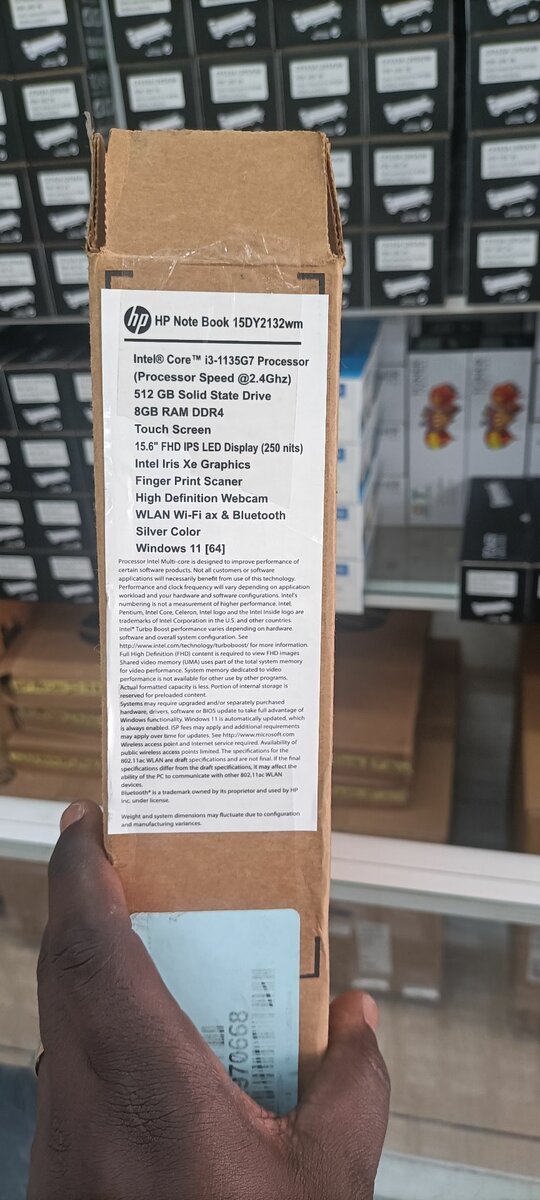 hp HP Note Book 15DY2132wm
Intel® Core™ i3-1135G7 Processor
(Processor Speed @2.4Ghz)
512 GB Solid State Drive
8GB RAM DDR4
Touch Screen
15.6" FHD IPS LED Display (250 nits)
Intel Iris Xe Graphics
Finger Print Scaner
High Definition Webcam
WLAN Wi-Fi ax & Bluetooth
Silver Color
Windows 11 [64]
Processor Intel Multi-core is designed to improve performance of
certain software products. Not all customers or software
applications will necessarily benefit from use of this technology.
Performance and clock frequency will vary depending on application
workload and your hardware and software configurations. Intel's
numbering is not a measurement of higher performance. Intel,
Pentium, Intel Core, Celeron, Intel logo and the Intel Inside logo are
trademarks of Intel Corporation in the U.S. and other countries.
Intel® Turbo Boost performance varies depending on hardware.
software and overall system configuration. See
http://www.intel.com/technology/turboboost/ for more information.
Full High Definition (FHD) content is required to view FHD images
Shared video memory (UMA) uses part of the total system memory
for video performance. System memory dedicated to video
performance is not available for other use by other programs.
Actual formatted capacity is less. Portion of internal storage is
reserved for preloaded content.
Systems may require upgraded and/or separately purchased
hardware, drivers, software or BIOS update to take full advantage of
Windows functionality. Windows 11 is automatically updated, which
is always enabled. ISP fees may apply and additional requirements
may apply over time for updates. See http://www.microsoft.com
Wireless access point and Internet service required. Availability of
public wireless access points limited. The specifications for the
802.11ac WLAN are draft specifications and are not final. If the final
specifications differ from the draft specifications, it may affect the
ability of the PC to communicate with other 802.11ac WLAN
devices.
Bluetooth® is a trademark owned by its proprietor and used by HP
Inc. under license.
Weight and system dimensions may fluctuate due to configuration
and manufacturing variances.
970668